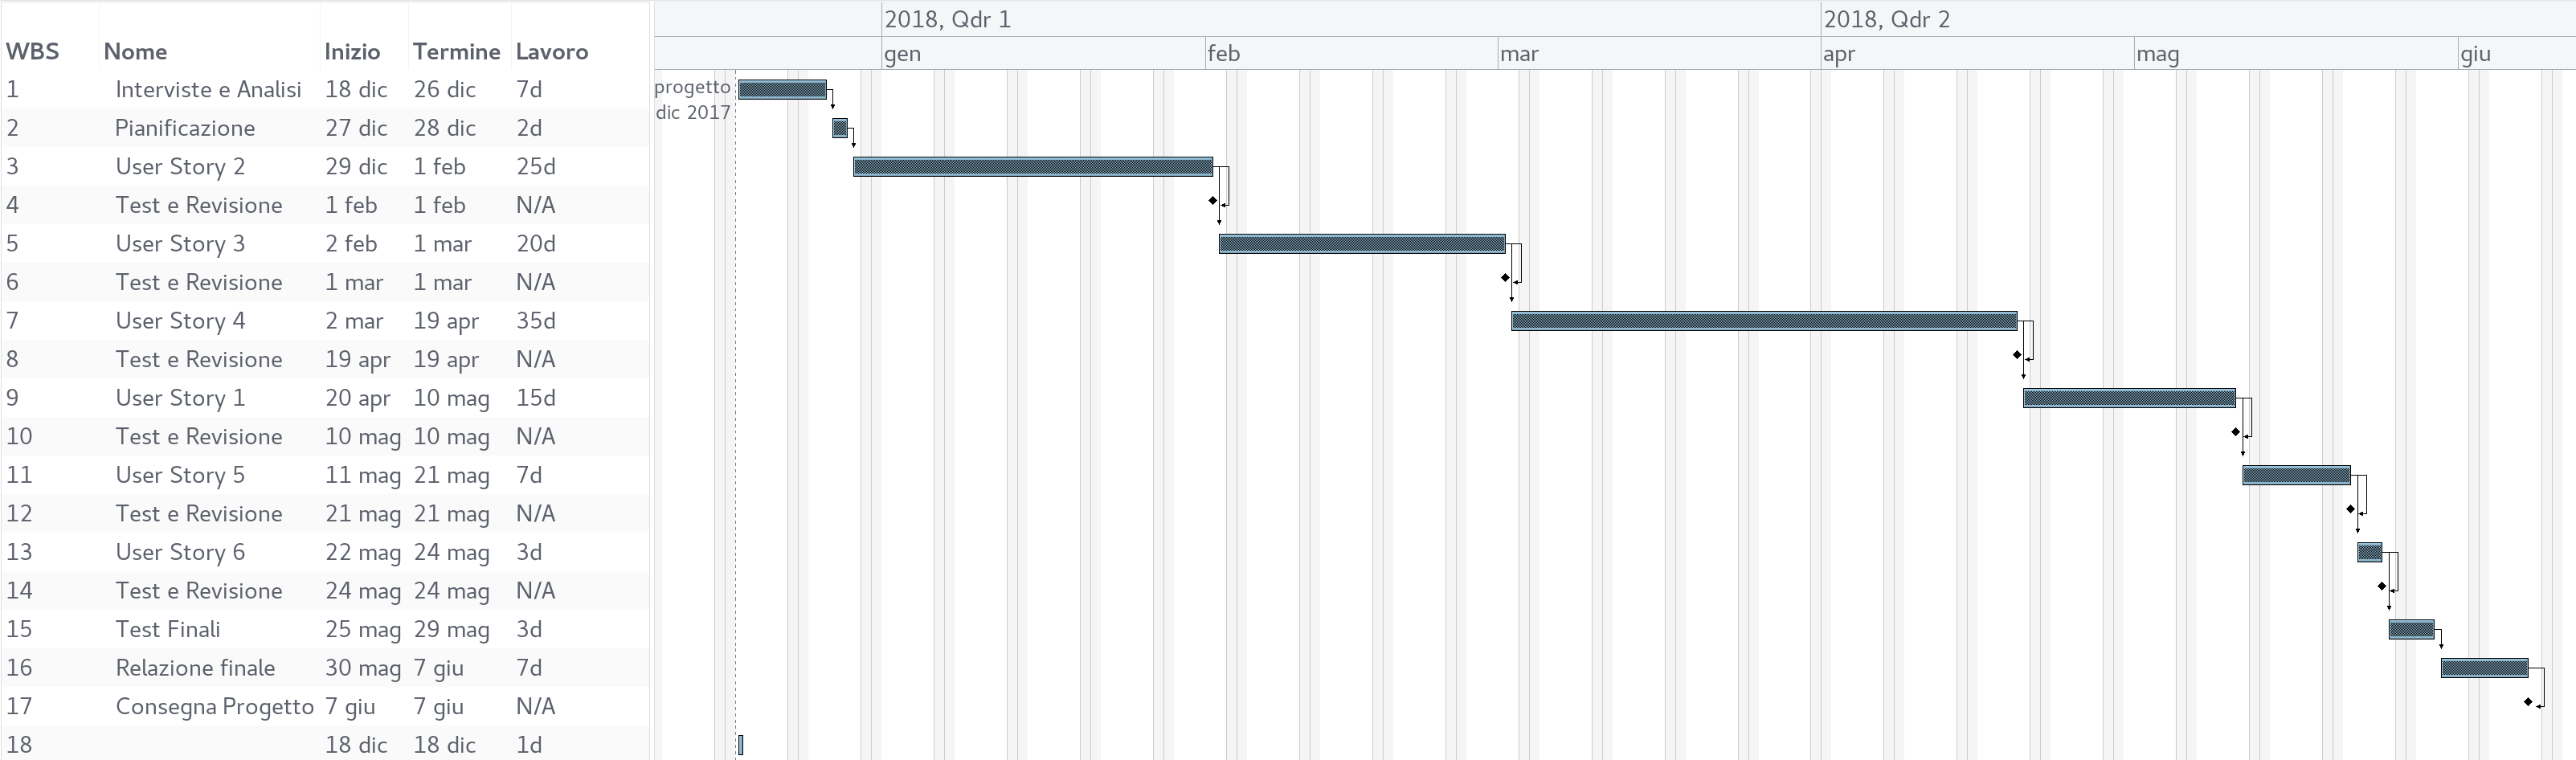 2018, Qdr 1 2018, Qdr 2
WBS Nome Inizio Termine Lavoro gen feb mar apr mag giu
1 Interviste e Analisi 18 dic 26 dic 7d progetto
dic 2017
2 Pianificazione 27 dic 28 dic 2d
3 User Story 2 29 dic 1 feb 25d
4 Test e Revisione 1 feb 1 feb N/A
5 User Story 3 2 feb 1 mar 20d
6 Test e Revisione 1 mar 1 mar N/A
7 User Story 4 2 mar 19 apr 35d
8 Test e Revisione 19 apr 19 apr N/A
9 User Story 1 20 apr 10 mag 15d
10 Test e Revisione 10 mag 10 mag N/A
11 User Story 5 11 mag 21 mag 7d
12 Test e Revisione 21 mag 21 mag N/A
13 User Story 6 22 mag 24 mag 3d
14 Test e Revisione 24 mag 24 mag N/A
15 Test Finali 25 mag 29 mag 3d
16 Relazione finale 30 mag 7 giu 7d
17 Consegna Progetto 7 giu 7 giu N/A
18 18 dic 18 dic 1d